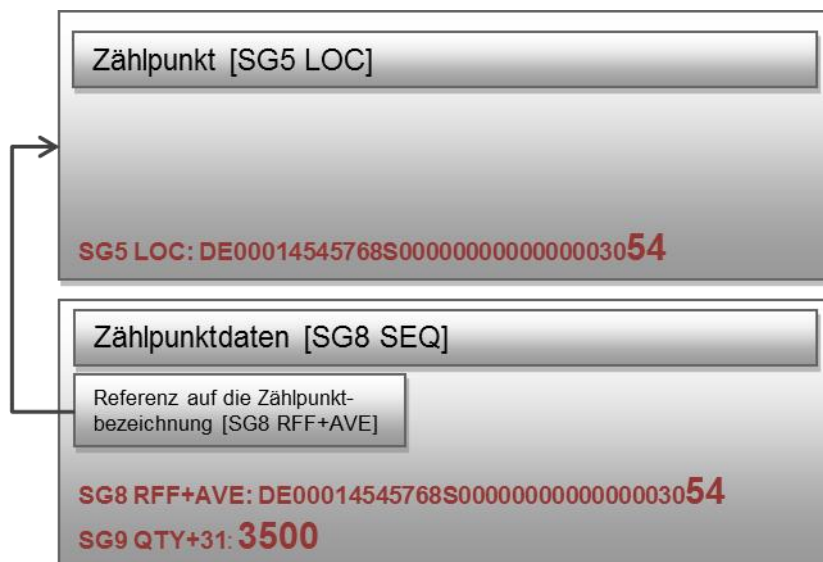 Zählpunkt [SG5 LOC]
SG5 LOC: DE00014545768S0000000000000003054
Zählpunktdaten [SG8 SEQ]
Referenz auf die Zählpunkt-
bezeichnung [SG8 RFF+AVE]
SG8 RFF+AVE: DE00014545768S0000000000000003054
SG9 QTY+31: 3500